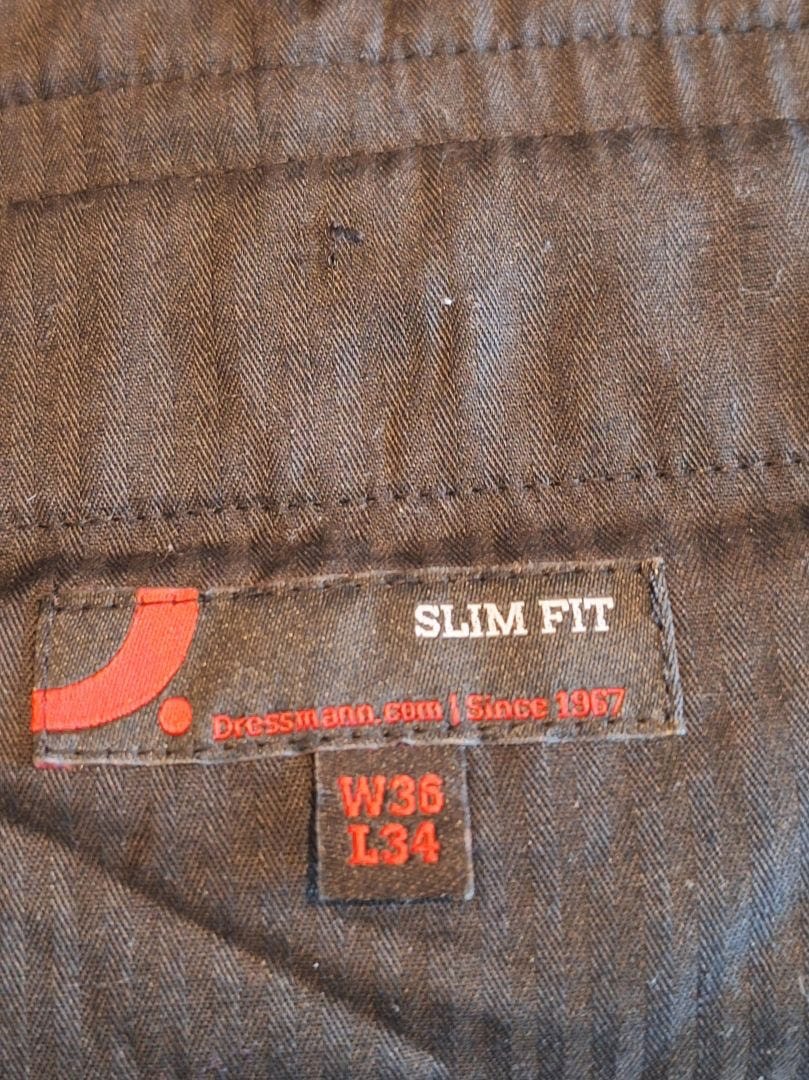 SLIM FIT
Dressmann.com | Since 1967
W36
L34